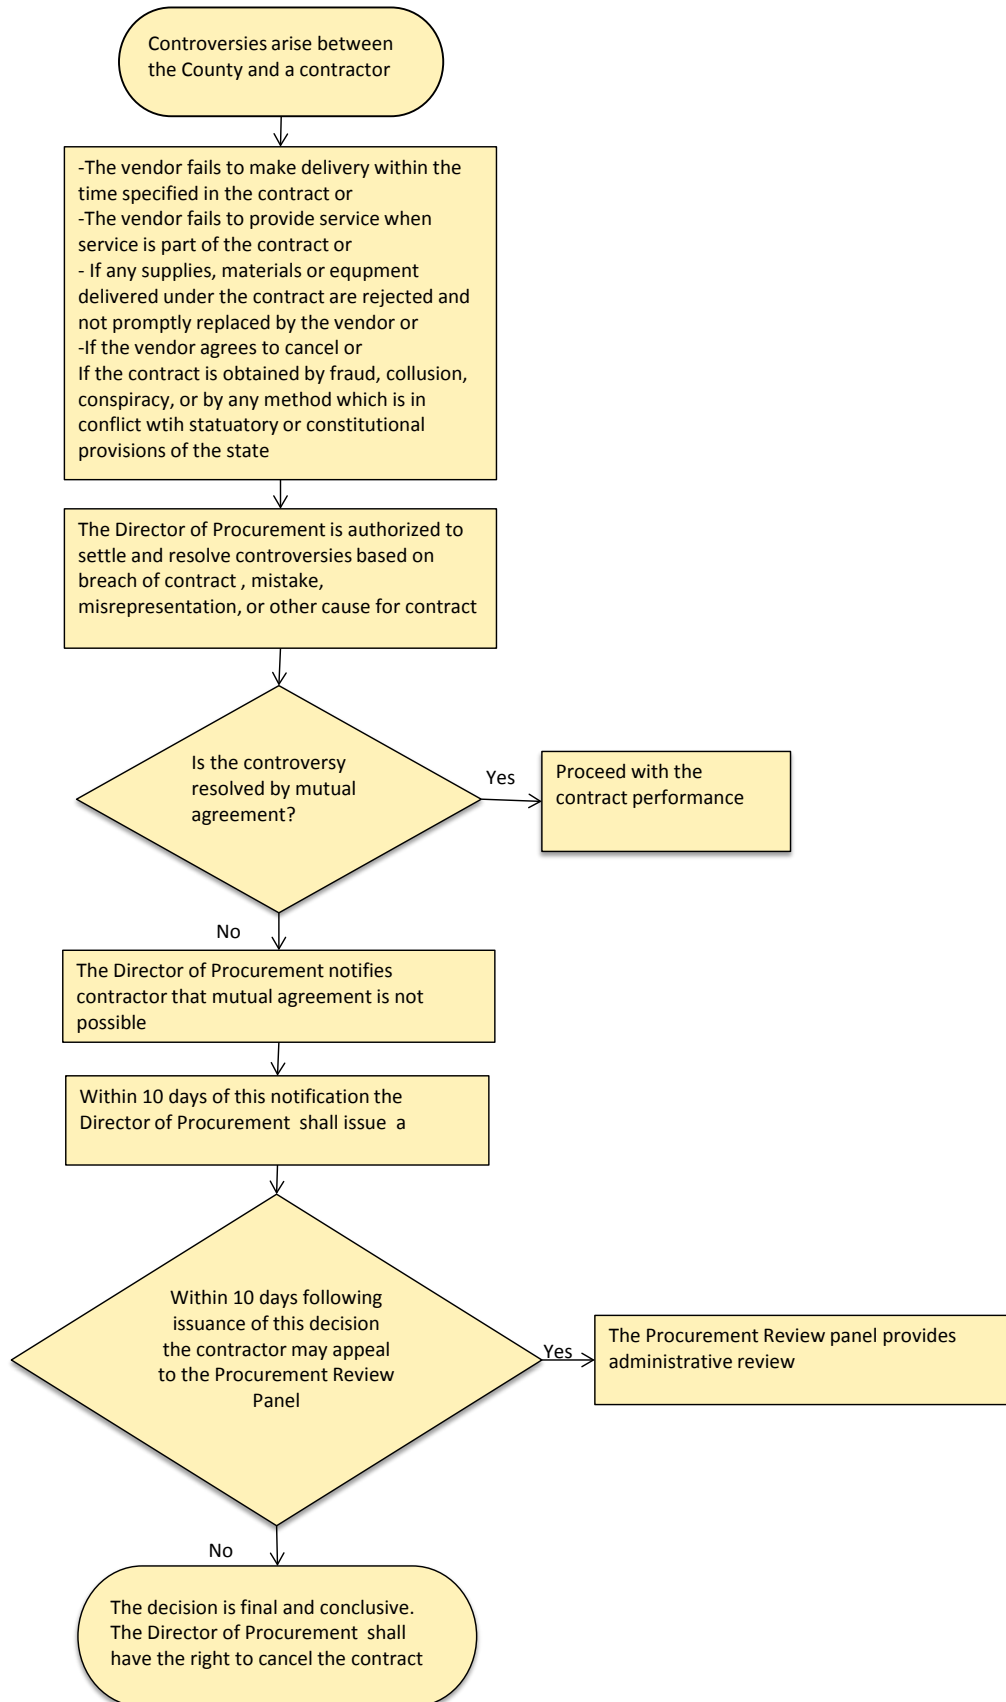 Controversies arise between
the County and a contractor
-The vendor fails to make delivery within the
time specified in the contract or
-The vendor fails to provide service when
service is part of the contract or
- If any supplies, materials or equpment
delivered under the contract are rejected and
not promptly replaced by the vendor or
-If the vendor agrees to cancel or
If the contract is obtained by fraud, collusion,
conspiracy, or by any method which is in
conflict wtih statuatory or constitutional
provisions of the state
The Director of Procurement is authorized to
settle and resolve controversies based on
breach of contract , mistake,
misrepresentation, or other cause for contract
Is the controversy
resolved by mutual
agreement?
Yes
Proceed with the
contract performance
No
The Director of Procurement notifies
contractor that mutual agreement is not
possible
Within 10 days of this notification the
Director of Procurement  shall issue  a
Within 10 days following
issuance of this decision
the contractor may appeal
to the Procurement Review
Panel
Yes
The Procurement Review panel provides
administrative review
No
The decision is final and conclusive.
The Director of Procurement  shall
have the right to cancel the contract